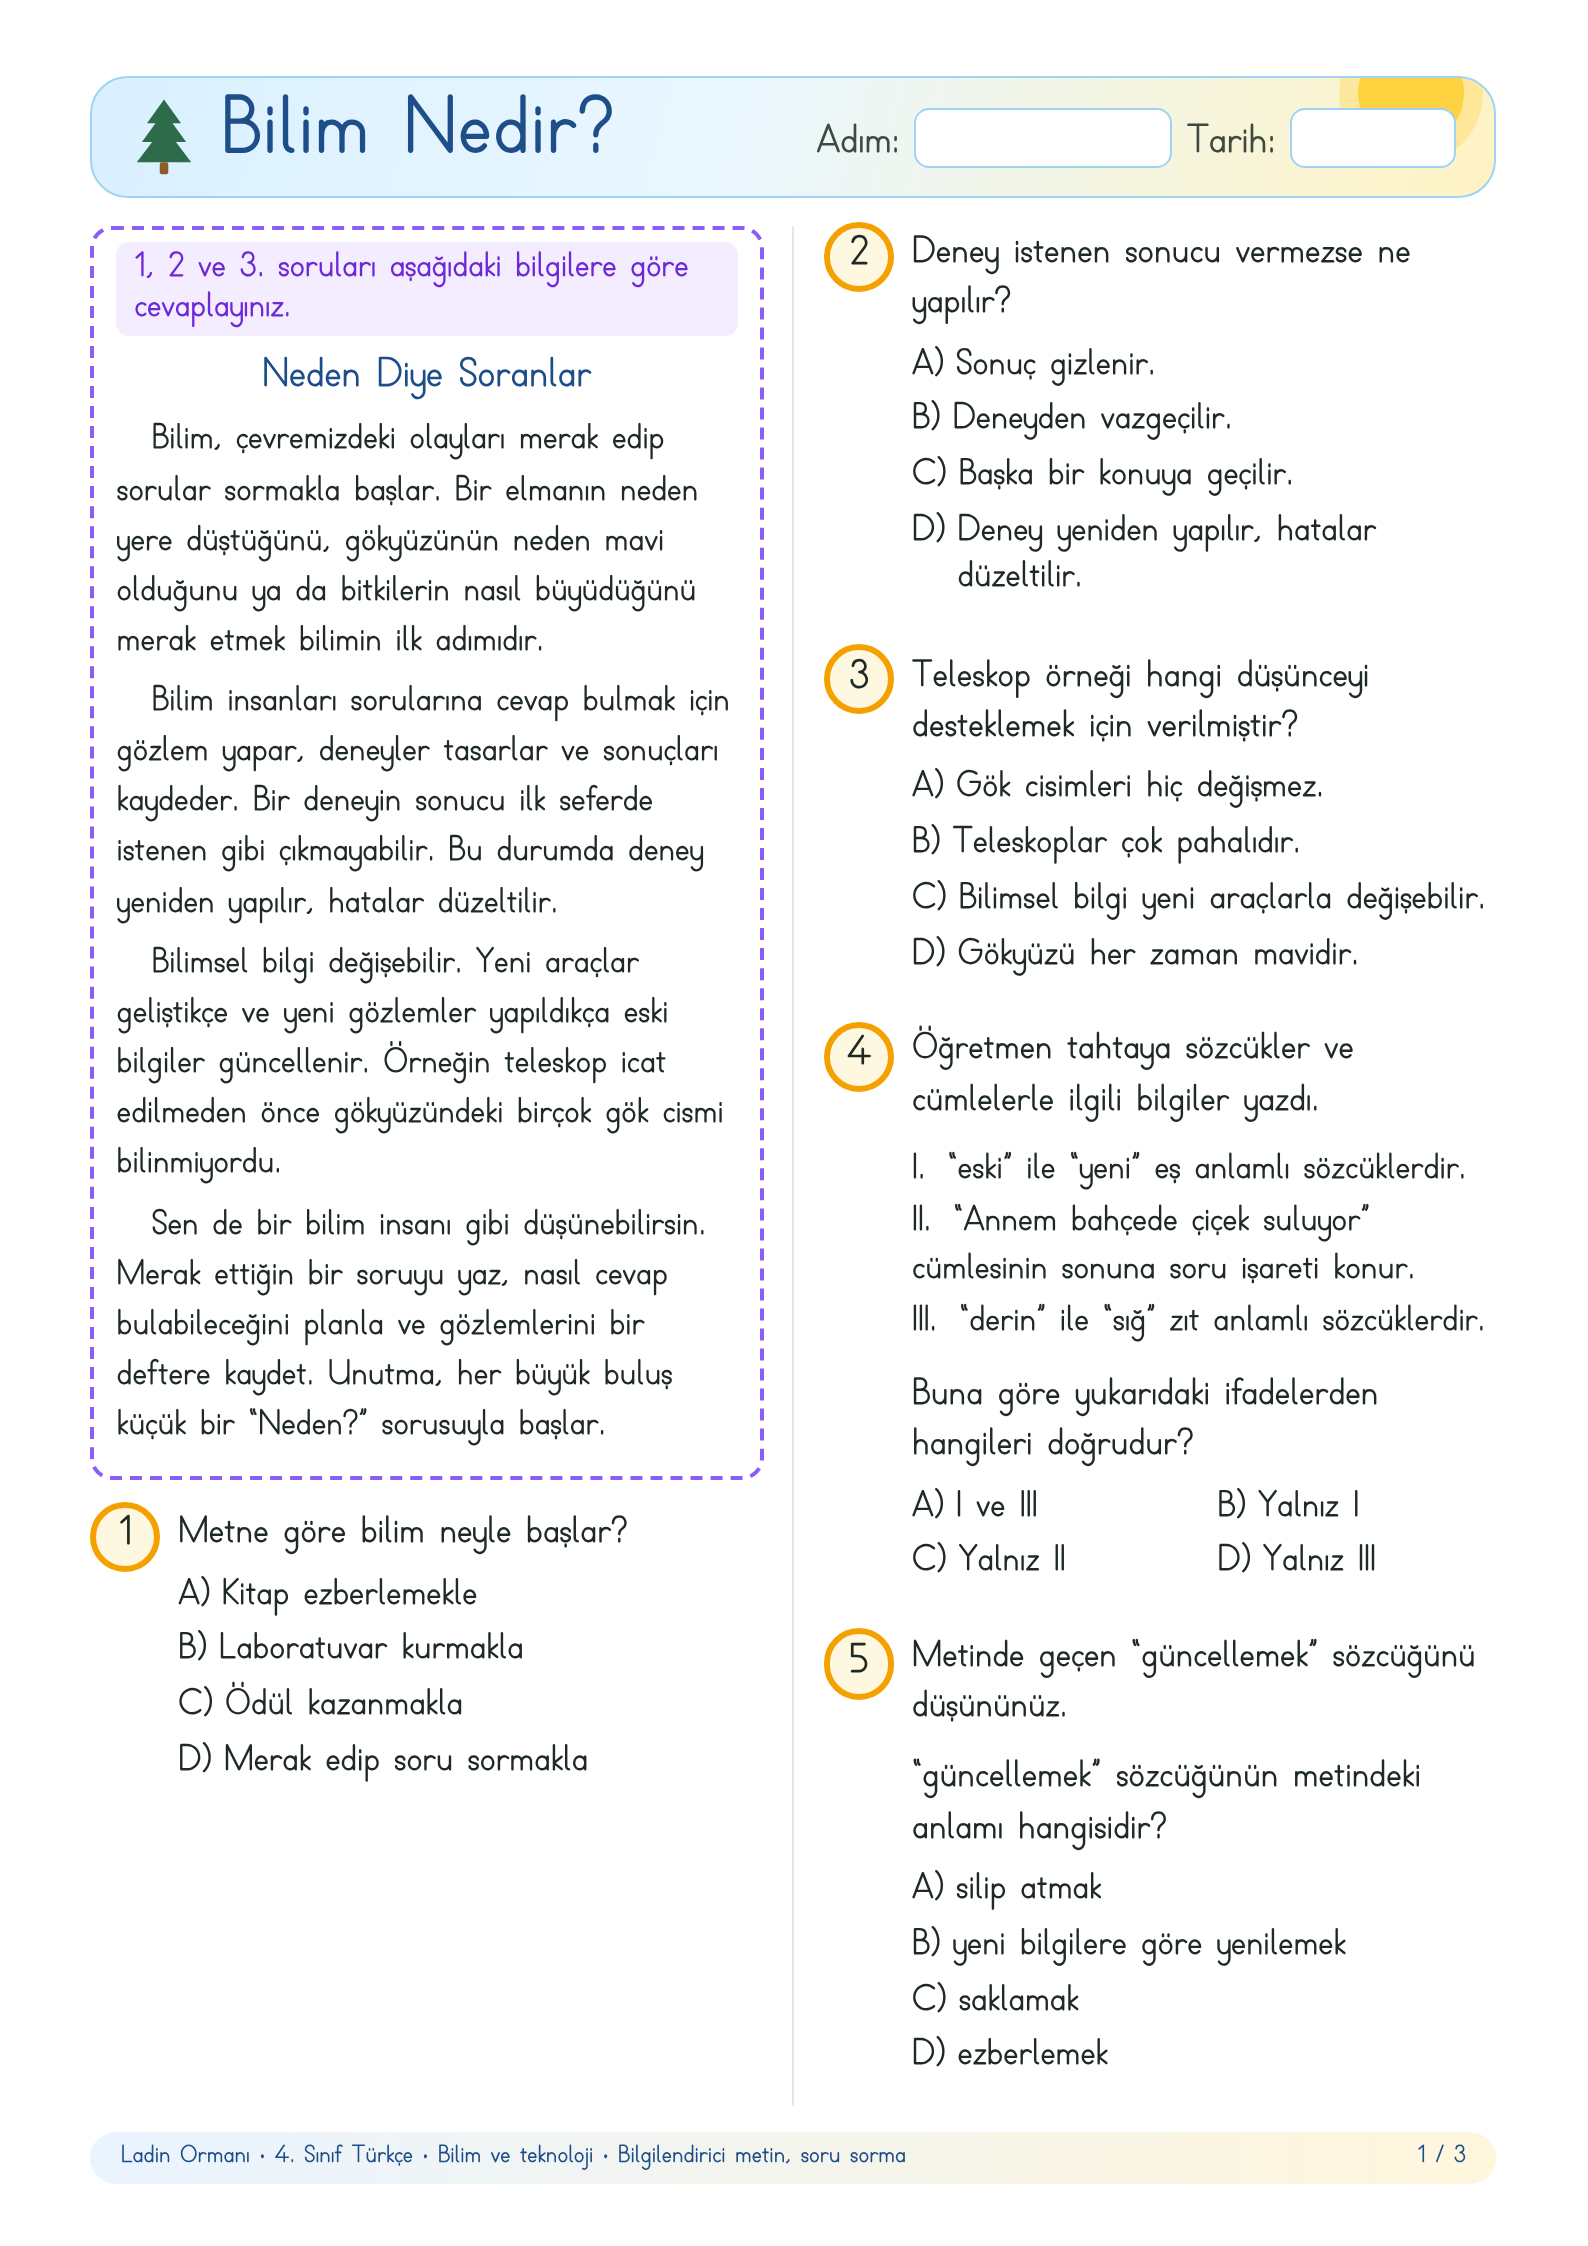 Bilim Nedir?
Adım:
Tarih:
1, 2 ve 3. soruları aşağıdaki bilgilere göre
cevaplayınız.
Neden Diye Soranlar
Bilim, çevremizdeki olayları merak edip
sorular sormakla başlar. Bir elmanın neden
yere düştüğünü, gökyüzünün neden mavi
olduğunu ya da bitkilerin nasıl büyüdüğünü
merak etmek bilimin ilk adımıdır.
Bilim insanları sorularına cevap bulmak için
gözlem yapar, deneyler tasarlar ve sonuçları
kaydeder. Bir deneyin sonucu ilk seferde
istenen gibi çıkmayabilir. Bu durumda deney
yeniden yapılır, hatalar düzeltilir.
Bilimsel bilgi değişebilir. Yeni araçlar
geliştikçe ve yeni gözlemler yapıldıkça eski
bilgiler güncellenir. Örneğin teleskop icat
edilmeden önce gökyüzündeki birçok gök cismi
bilinmiyordu.
Sen de bir bilim insanı gibi düşünebilirsin.
Merak ettiğin bir soruyu yaz, nasıl cevap
bulabileceğini planla ve gözlemlerini bir
deftere kaydet. Unutma, her büyük buluş
küçük bir “Neden?” sorusuyla başlar.
1 Metne göre bilim neyle başlar?
A) Kitap ezberlemekle
B) Laboratuvar kurmakla
C) Ödül kazanmakla
D) Merak edip soru sormakla
2 Deney istenen sonucu vermezse ne
yapılır?
A) Sonuç gizlenir.
B) Deneyden vazgeçilir.
C) Başka bir konuya geçilir.
D) Deney yeniden yapılır, hatalar
düzeltilir.
3 Teleskop örneği hangi düşünceyi
desteklemek için verilmiştir?
A) Gök cisimleri hiç değişmez.
B) Teleskoplar çok pahalıdır.
C) Bilimsel bilgi yeni araçlarla değişebilir.
D) Gökyüzü her zaman mavidir.
4 Öğretmen tahtaya sözcükler ve
cümlelerle ilgili bilgiler yazdı.
I. “eski” ile “yeni” eş anlamlı sözcüklerdir.
II. “Annem bahçede çiçek suluyor”
cümlesinin sonuna soru işareti konur.
III. “derin” ile “sığ” zıt anlamlı sözcüklerdir.
Buna göre yukarıdaki ifadelerden
hangileri doğrudur?
A) I ve III
B) Yalnız I
C) Yalnız II
D) Yalnız III
5 Metinde geçen “güncellemek” sözcüğünü
düşününüz.
“güncellemek” sözcüğünün metindeki
anlamı hangisidir?
A) silip atmak
B) yeni bilgilere göre yenilemek
C) saklamak
D) ezberlemek
Ladin Ormanı • 4. Sınıf Türkçe • Bilim ve teknoloji • Bilgilendirici metin, soru sorma
1 / 3